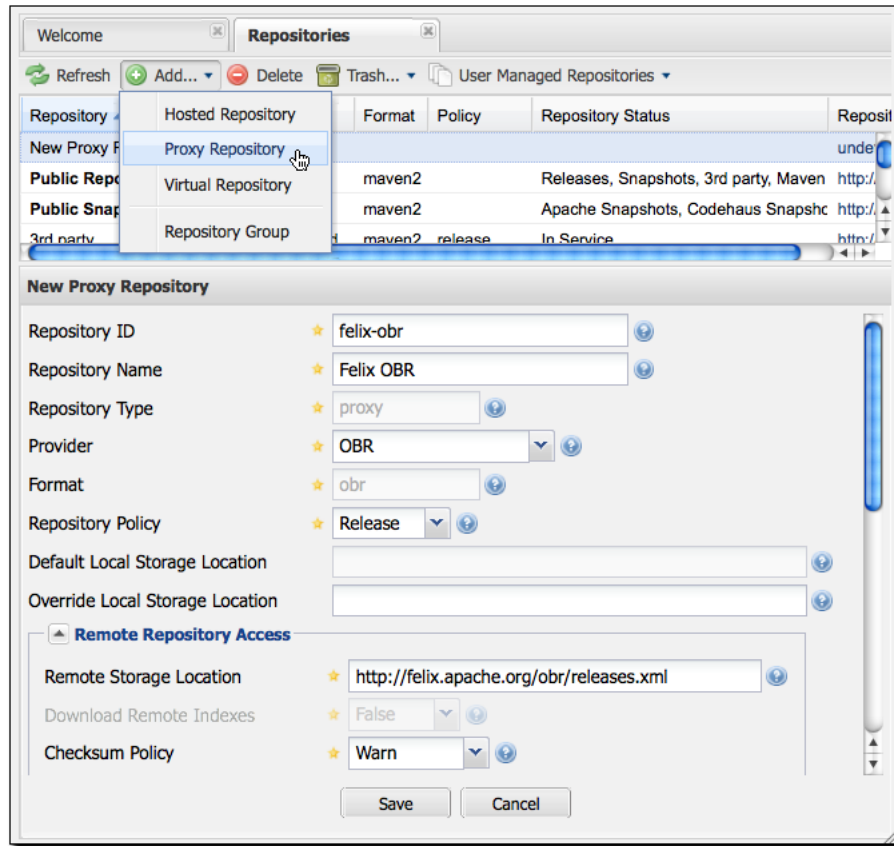 Welcome Repositories
Refresh Add... Delete Trash... User Managed Repositories
Repository Format Policy Repository Status
Hosted Repository
New Proxy
Proxy Repository
Public maven2 Releases, Snapshots, 3rd party, Maven http:/
Virtual Repository
Public maven2 Apache Snapshots, Codehaus http:/
3rd party maven2 release In Service http:/
Repository Group
New Proxy Repository
Repository ID felix-obr
Repository Name Felix OBR
Repository Type proxy
Provider OBR
Format obr
Repository Policy Release
Default Local Storage Location
Override Local Storage Location
Remote Repository Access
Remote Storage Location http://felix.apache.org/obr/releases.xml
Download Remote Indexes False
Checksum Policy Warn
Save Cancel